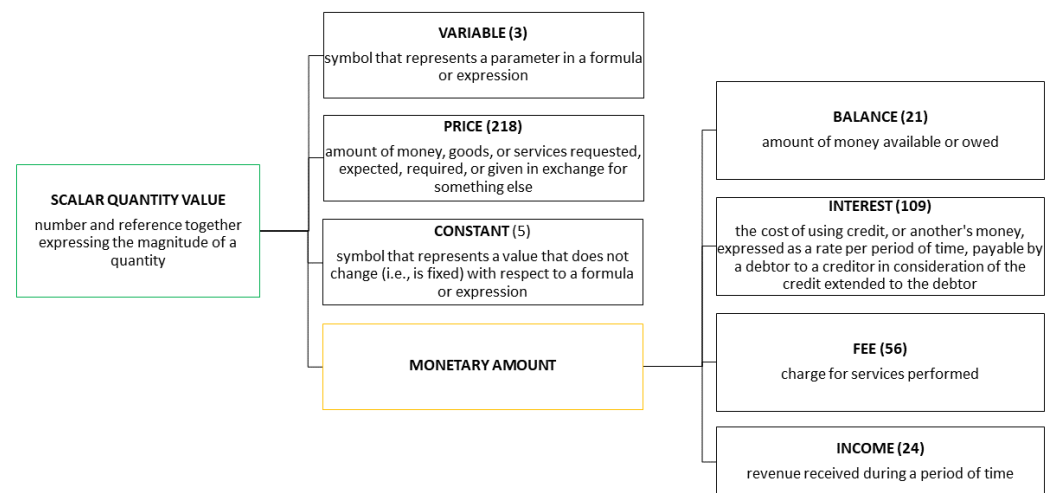 SCALAR QUANTITY VALUE
number and reference together
expressing the magnitude of a
quantity
VARIABLE (3)
symbol that represents a parameter in a formula
or expression
PRICE (218)
amount of money, goods, or services requested,
expected, required, or given in exchange for
something else
CONSTANT (5)
symbol that represents a value that does not
change (i.e., is fixed) with respect to a formula
or expression
MONETARY AMOUNT
BALANCE (21)
amount of money available or owed
INTEREST (109)
the cost of using credit, or another's money,
expressed as a rate per period of time, payable by
a debtor to a creditor in consideration of the
credit extended to the debtor
FEE (56)
charge for services performed
INCOME (24)
revenue received during a period of time